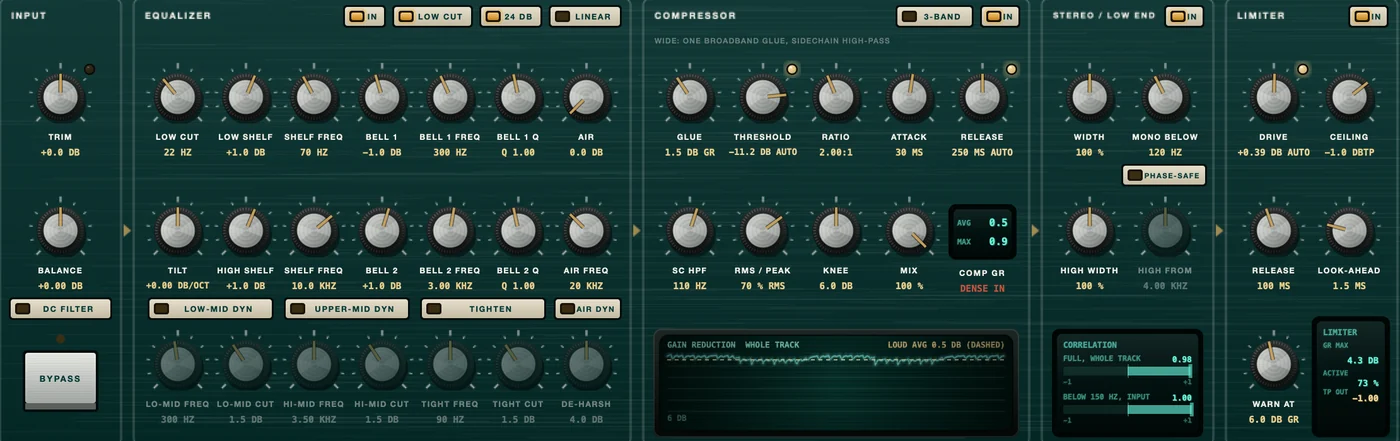 INPUT
TRIM
+0.0 DB
BALANCE
+0.00 DB
DC FILTER
BYPASS
EQUALIZER
IN
LOW CUT
24 DB
LINEAR
LOW CUT
LOW SHELF
SHELF FREQ
BELL 1
BELL 1 FREQ
BELL 1 Q
AIR
22 HZ
+1.0 DB
70 HZ
−1.0 DB
300 HZ
Q 1.00
0.0 DB
TILT
HIGH SHELF
SHELF FREQ
BELL 2
BELL 2 FREQ
BELL 2 Q
AIR FREQ
+0.00 DB/OCT
+1.0 DB
10.0 KHZ
+1.0 DB
3.00 KHZ
Q 1.00
20 KHZ
LOW-MID DYN
UPPER-MID DYN
TIGHTEN
AIR DYN
LO-MID FREQ
LO-MID CUT
HI-MID FREQ
HI-MID CUT
TIGHT FREQ
TIGHT CUT
DE-HARSH
300 HZ
1.5 DB
3.50 KHZ
1.5 DB
90 HZ
1.5 DB
4.0 DB
COMPRESSOR
3-BAND
IN
WIDE: ONE BROADBAND GLUE, SIDECHAIN HIGH-PASS
GLUE
THRESHOLD
RATIO
ATTACK
RELEASE
1.5 DB GR
−11.2 DB AUTO
2.00:1
30 MS
250 MS AUTO
SC HPF
RMS / PEAK
KNEE
MIX
110 HZ
70 % RMS
6.0 DB
100 %
AVG 0.5
MAX 0.9
COMP GR
DENSE IN
GAIN REDUCTION WHOLE TRACK
LOUD AVG 0.5 DB (DASHED)
6 DB
STEREO / LOW END
IN
WIDTH
MONO BELOW
100 %
120 HZ
PHASE-SAFE
HIGH WIDTH
HIGH FROM
100 %
4.00 KHZ
CORRELATION
FULL, WHOLE TRACK 0.98
−1 +1
BELOW 150 HZ, INPUT 1.00
−1 +1
LIMITER
IN
DRIVE
CEILING
+0.39 DB AUTO
−1.0 DBTP
RELEASE
LOOK-AHEAD
100 MS
1.5 MS
WARN AT
6.0 DB GR
LIMITER
GR MAX
4.3 DB
ACTIVE
73 %
TP OUT
−1.00